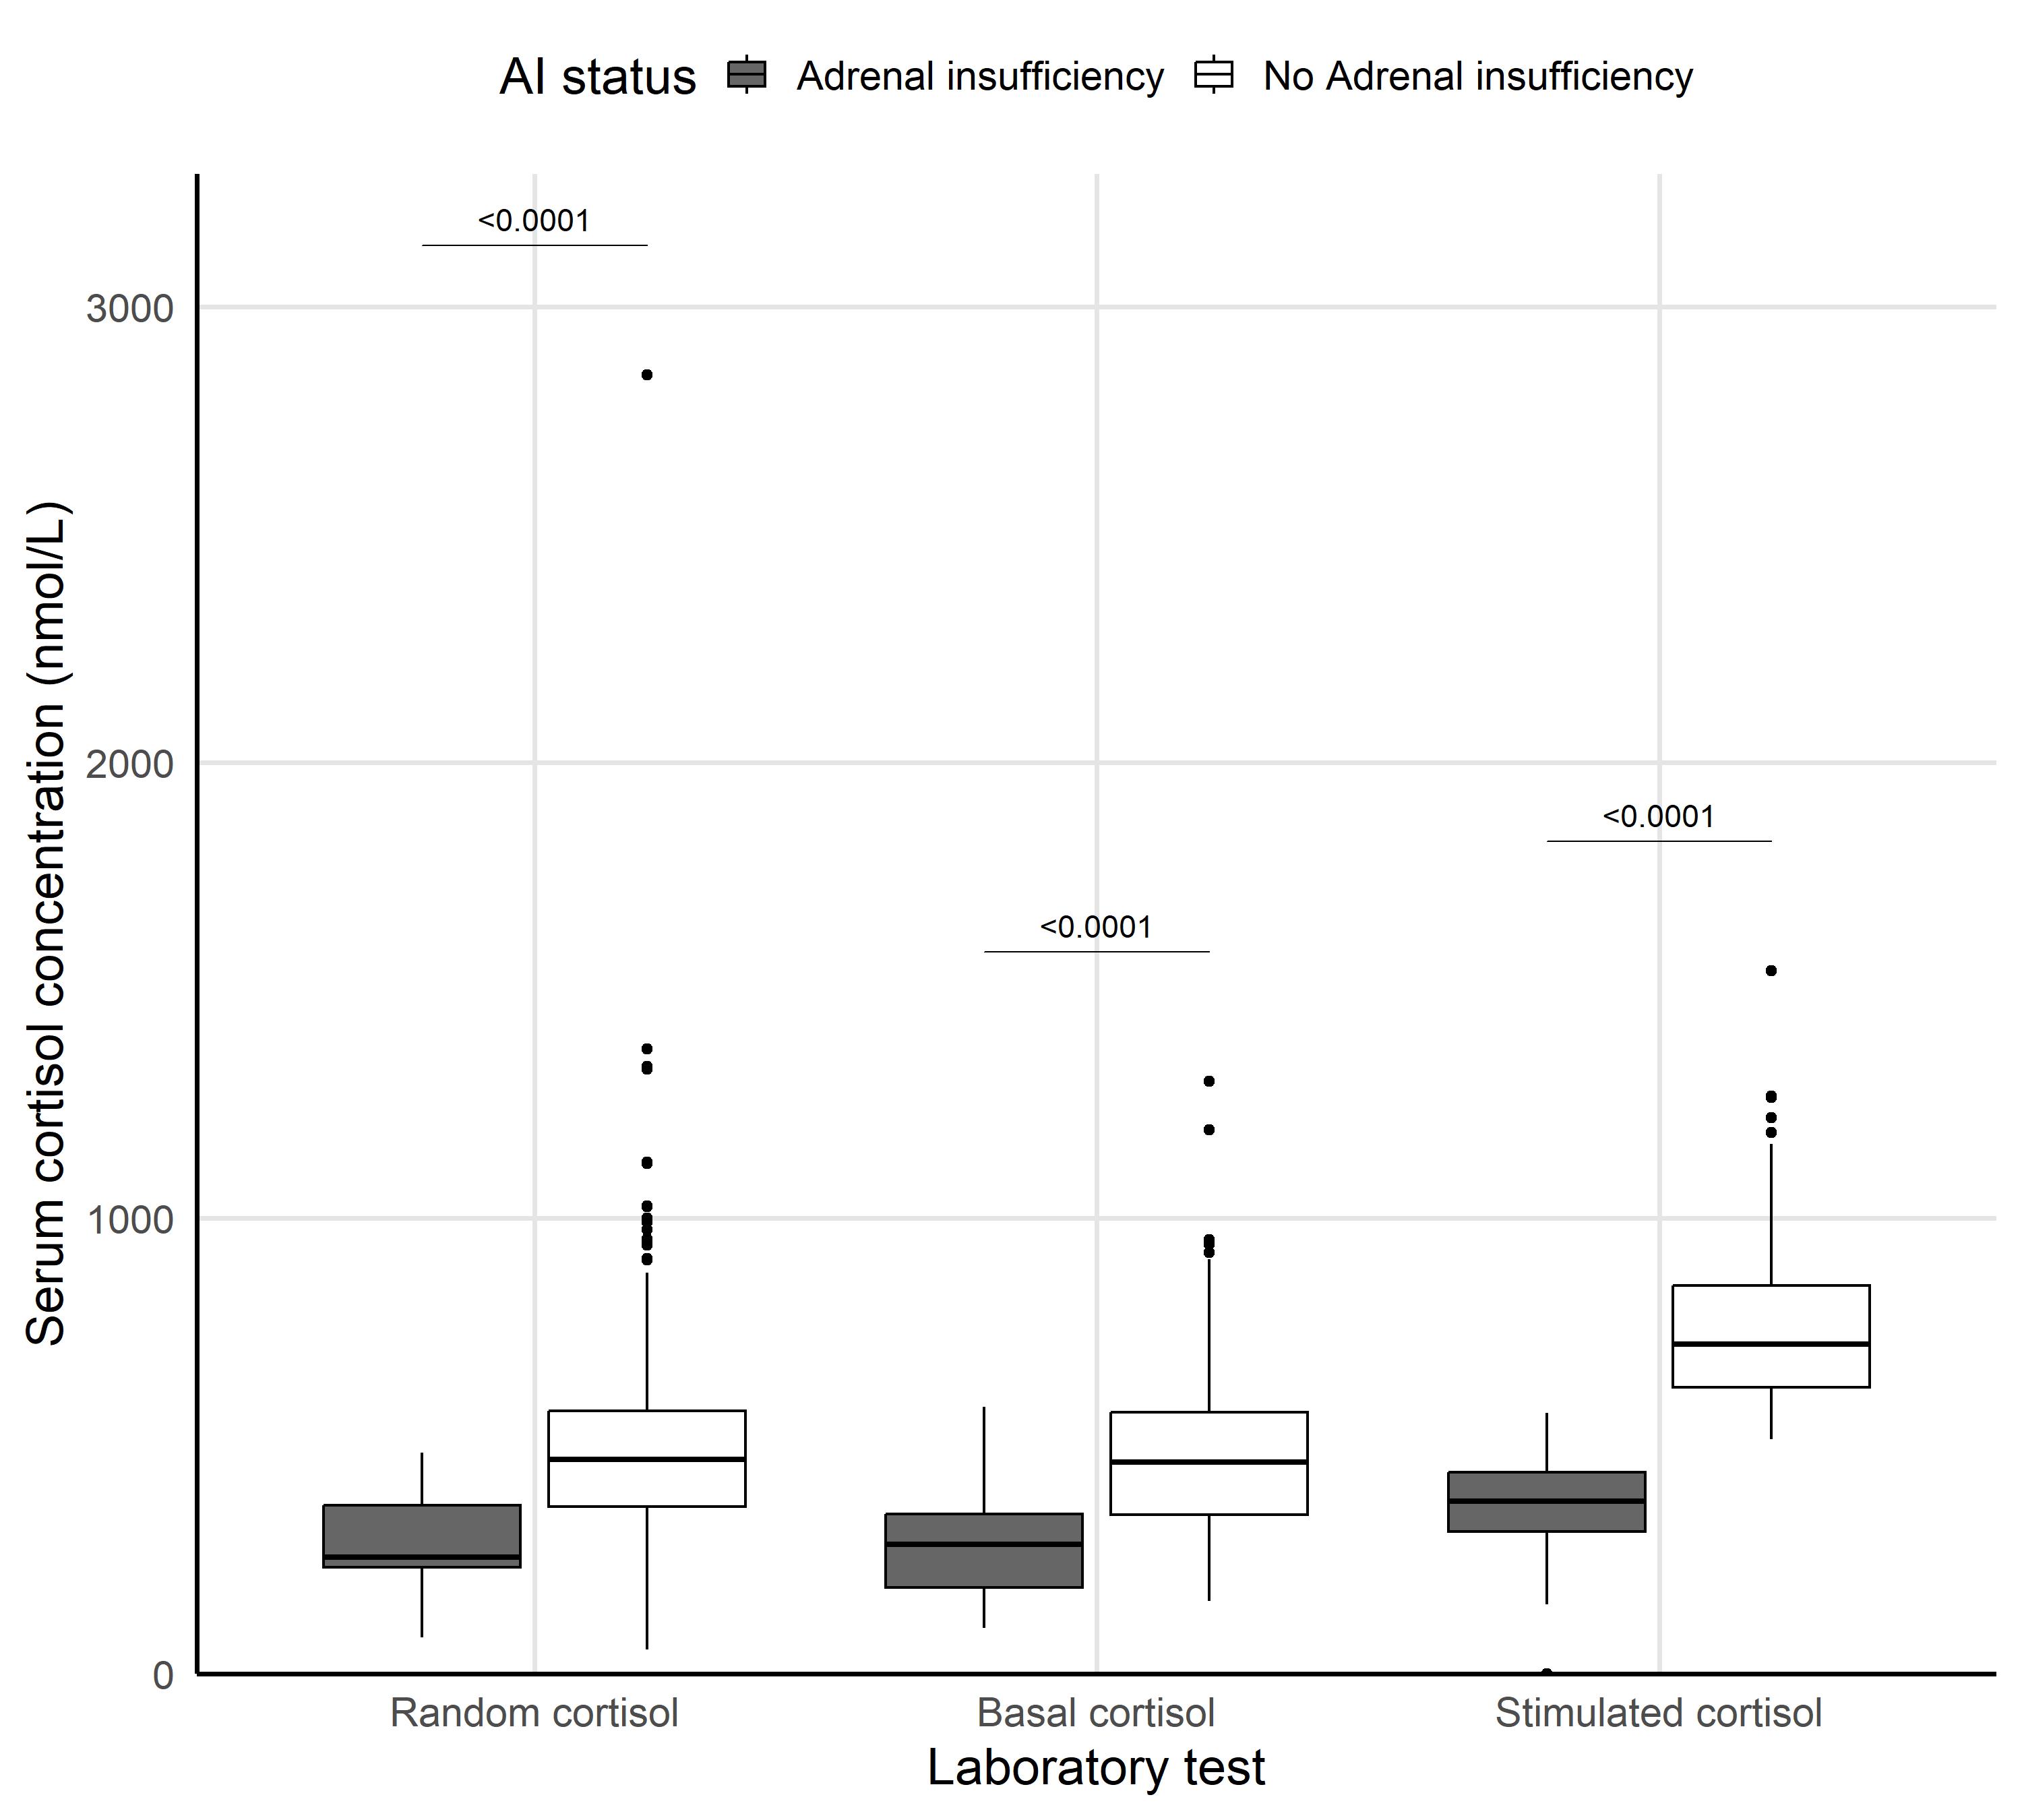 AI status Adrenal insufficiency No Adrenal insufficiency
<0.0001
3000
2000
<0.0001
<0.0001
1000
0
Serum cortisol concentration (nmol/L)
Random cortisol Basal cortisol Stimulated cortisol
Laboratory test